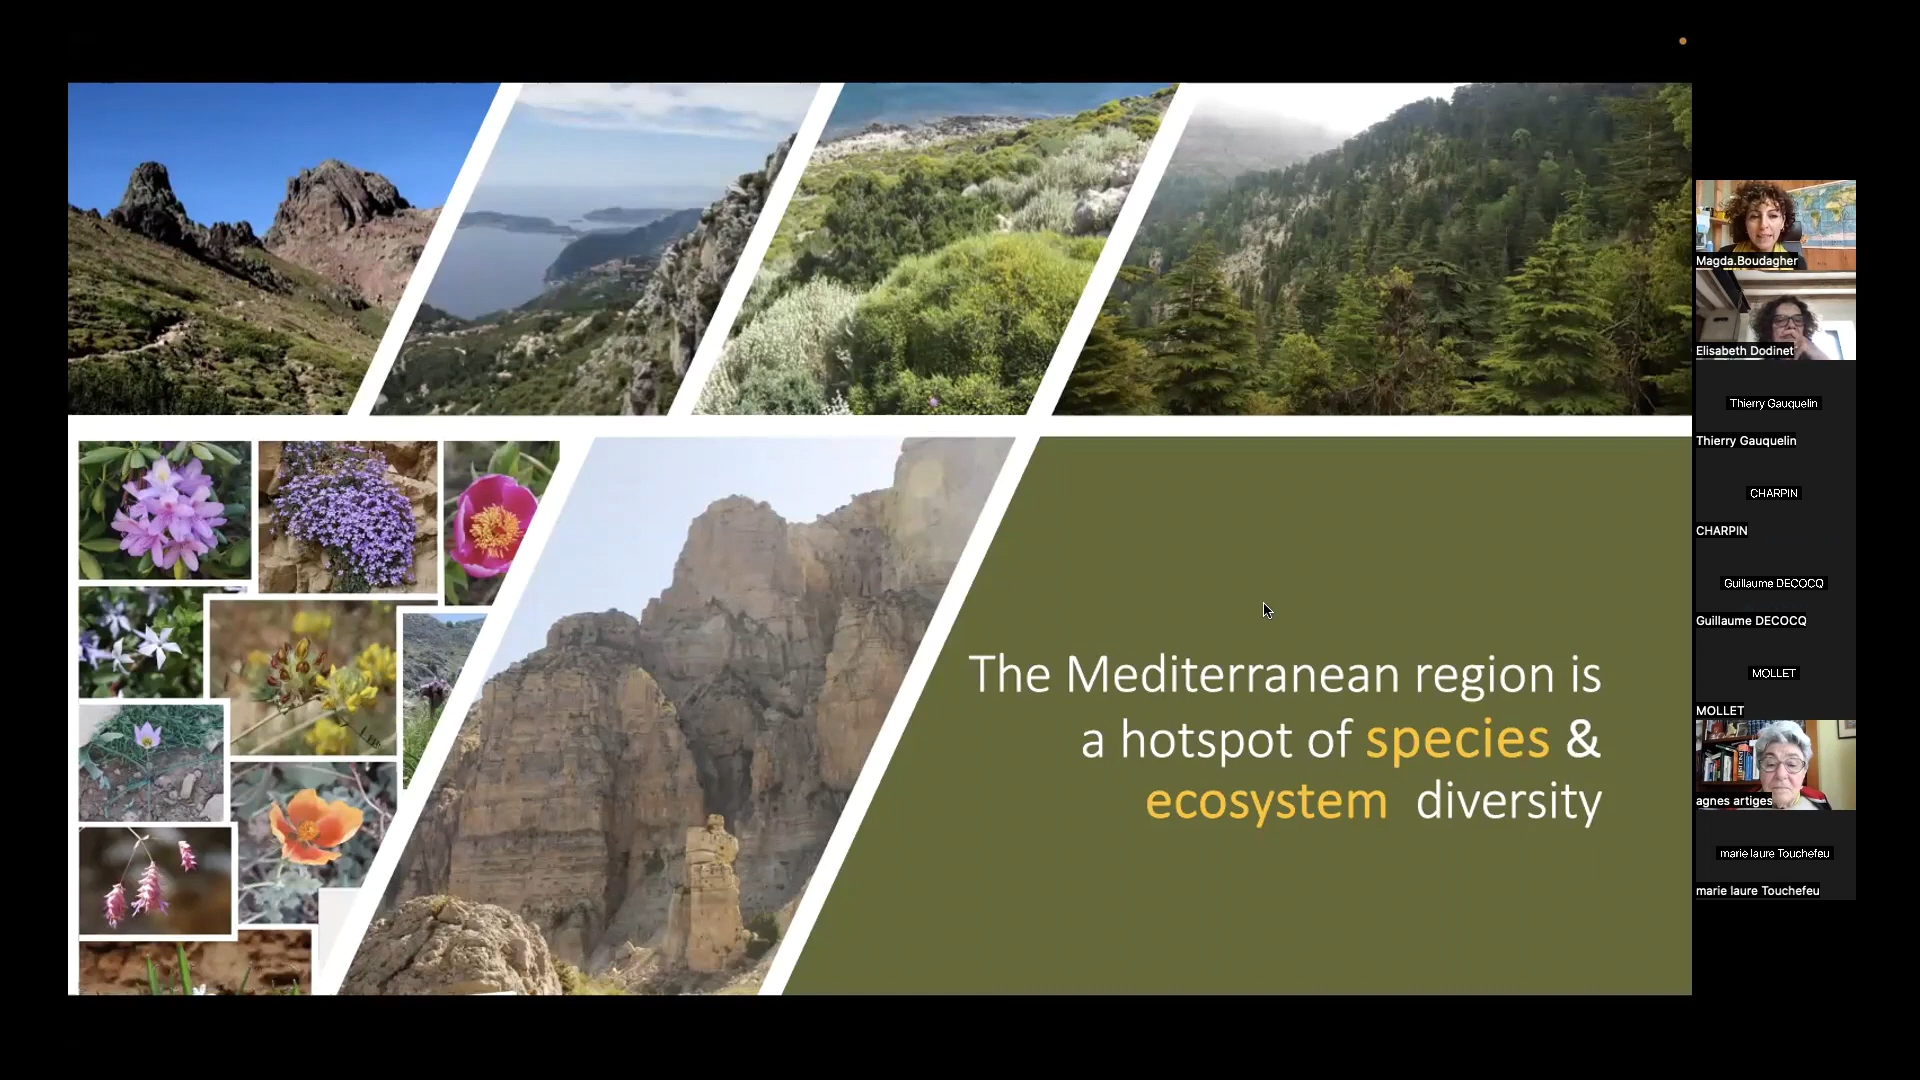 The Mediterranean region is
a hotspot of species &
ecosystem diversity
Magda.Boudagher
Elisabeth Dodinet
Thierry Gauquelin
Thierry Gauquelin
CHARPIN
CHARPIN
Guillaume DECOCQ
Guillaume DECOCQ
MOLLET
MOLLET
agnes artiges
marie laure Touchefeu
marie laure Touchefeu